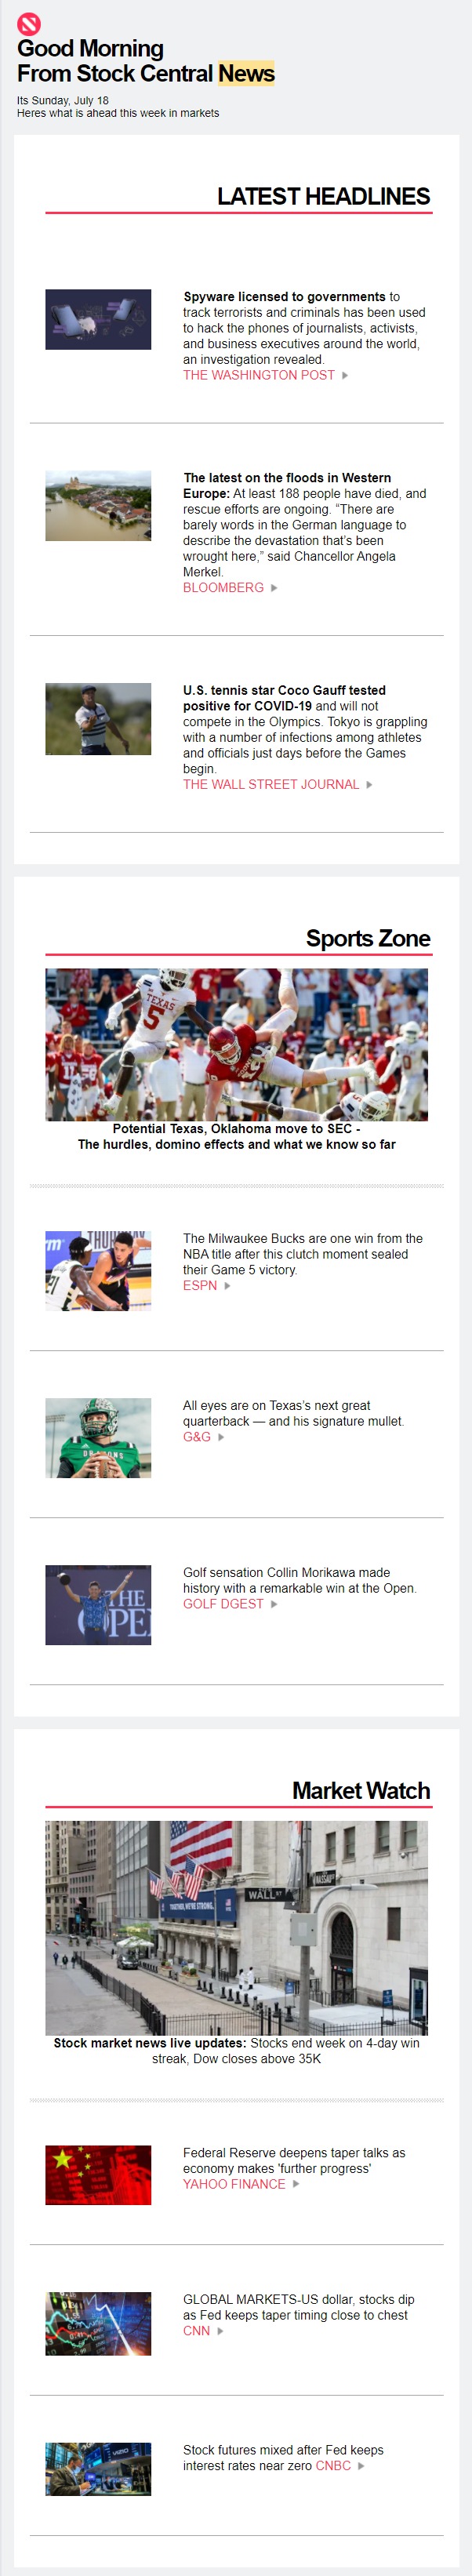 Good Morning
From Stock Central News
Its Sunday, July 18
Heres what is ahead this week in markets
LATEST HEADLINES
Spyware licensed to governments to
track terrorists and criminals has been used
to hack the phones of journalists, activists,
and business executives around the world,
an investigation revealed.
THE WASHINGTON POST
The latest on the floods in Western
Europe: At least 188 people have died, and
rescue efforts are ongoing. “There are
barely words in the German language to
describe the devastation that’s been
wrought here,” said Chancellor Angela
Merkel.
BLOOMBERG
U.S. tennis star Coco Gauff tested
positive for COVID-19 and will not
compete in the Olympics. Tokyo is grappling
with a number of infections among athletes
and officials just days before the Games
begin.
THE WALL STREET JOURNAL
Sports Zone
TEXAS
5
Potential Texas, Oklahoma move to SEC -
The hurdles, domino effects and what we know so far
The Milwaukee Bucks are one win from the
NBA title after this clutch moment sealed
their Game 5 victory.
ESPN
All eyes are on Texas’s next great
quarterback — and his signature mullet.
G&G
THE
OPE
Golf sensation Collin Morikawa made
history with a remarkable win at the Open.
GOLF DGEST
Market Watch
TOGETHER, WE'RE STRONG.
WALL ST
NASSAU
Stock market news live updates: Stocks end week on 4-day win
streak, Dow closes above 35K
Federal Reserve deepens taper talks as
economy makes 'further progress'
YAHOO FINANCE
GLOBAL MARKETS-US dollar, stocks dip
as Fed keeps taper timing close to chest
CNN
Stock futures mixed after Fed keeps
interest rates near zero CNBC